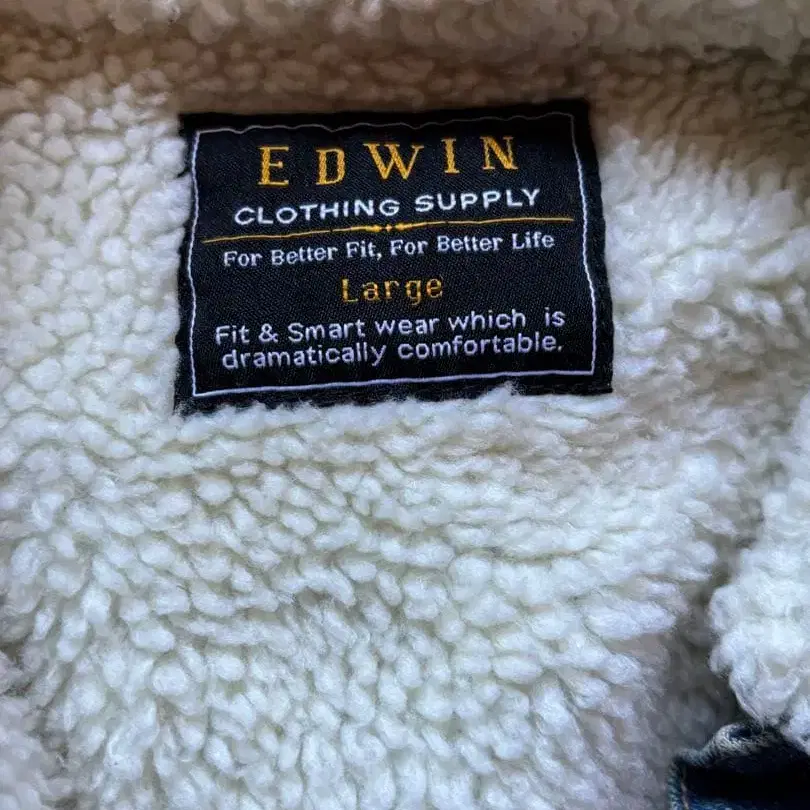 EDWIN
CLOTHING SUPPLY
For Better Fit, For Better Life
Large
Fit & Smart wear which is
dramatically comfortable.